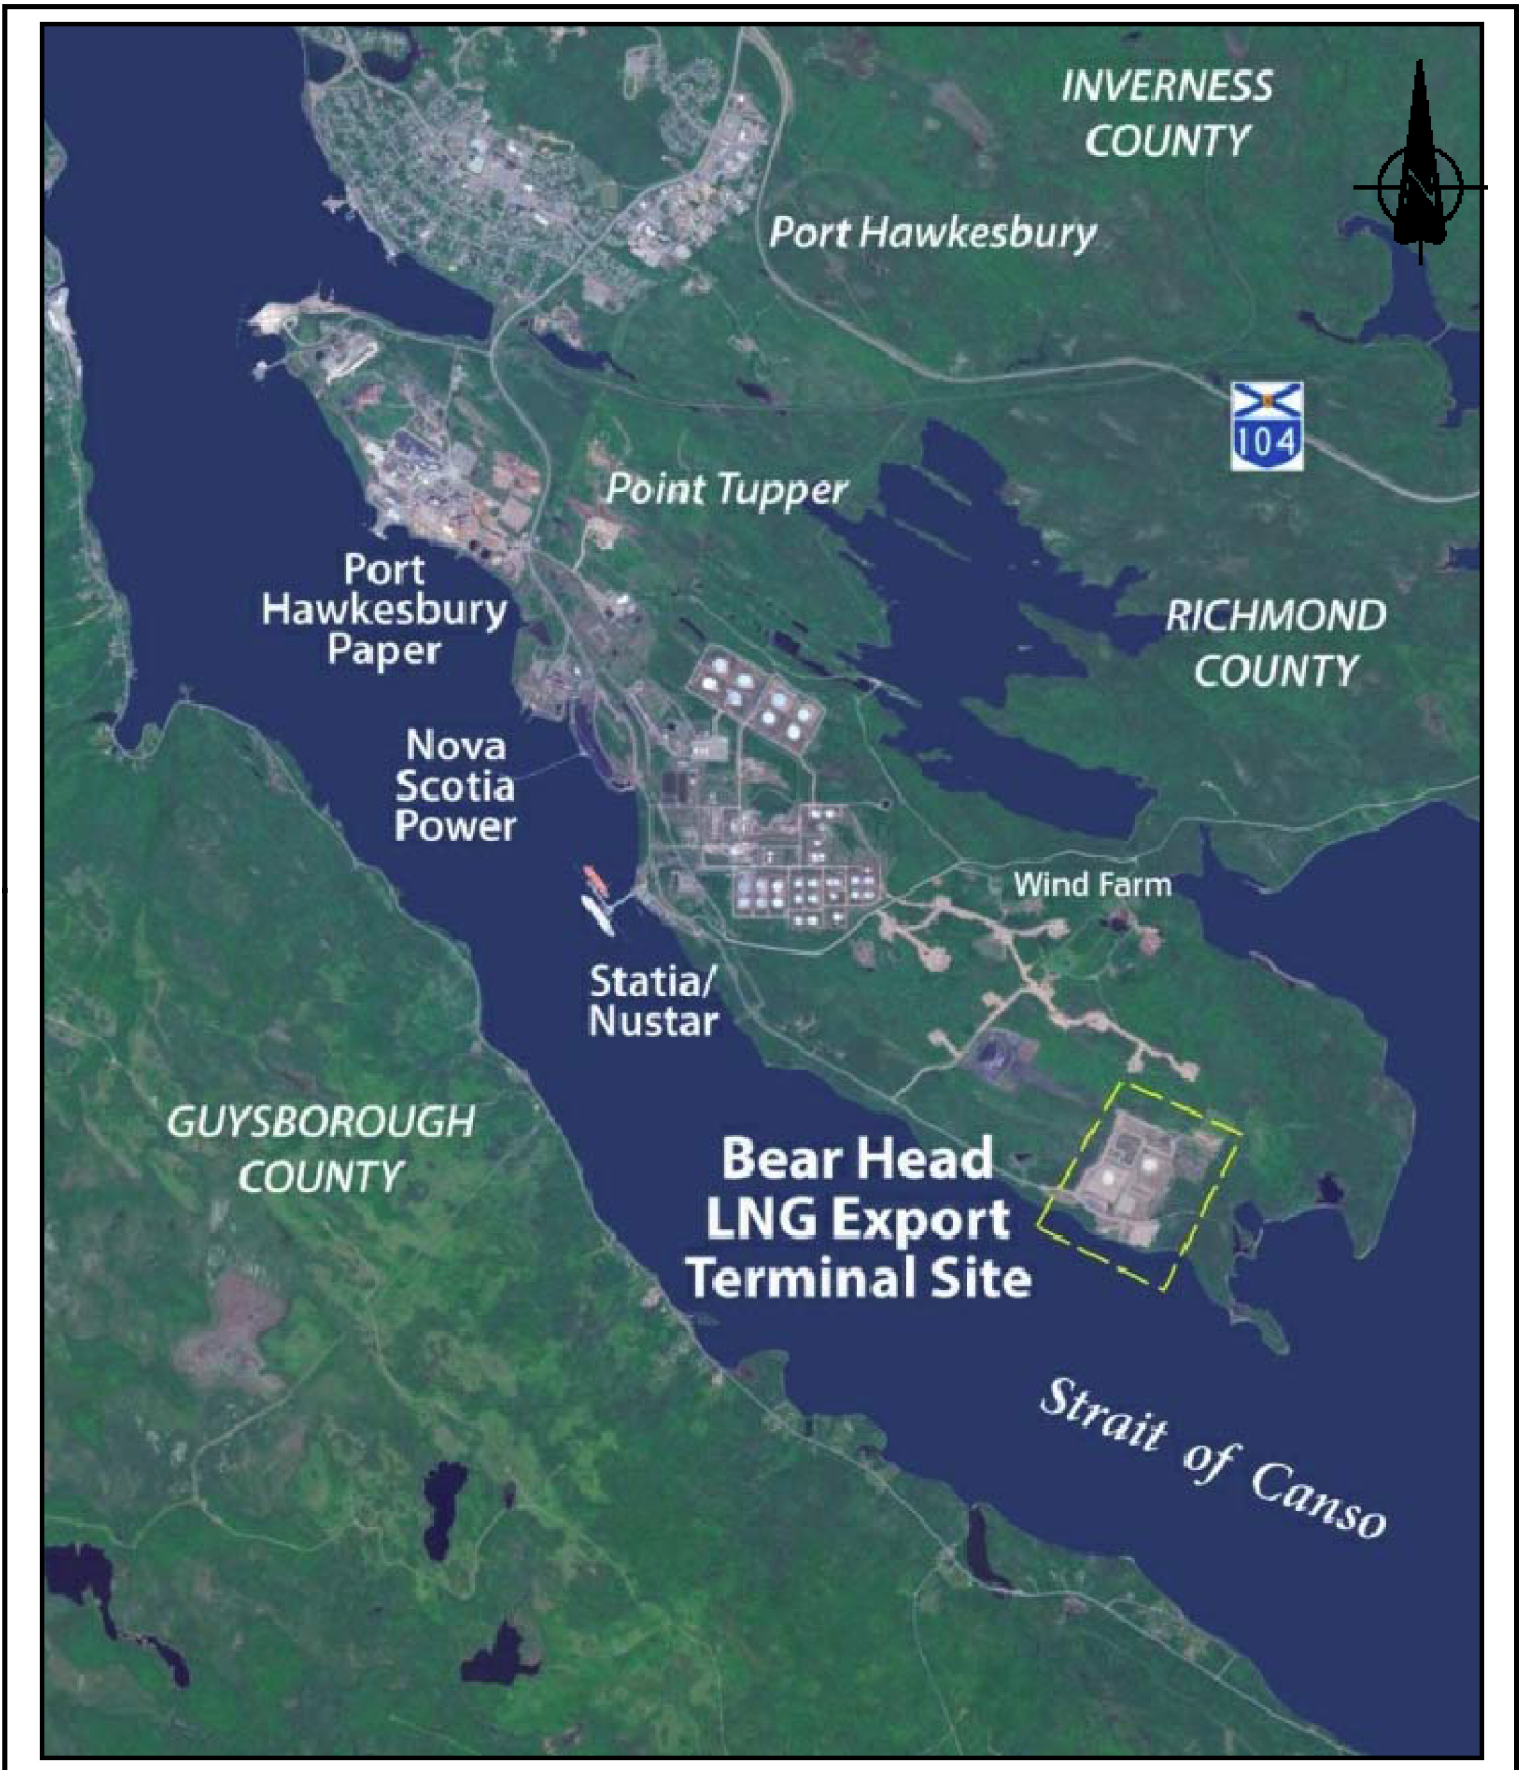 INVERNESS
COUNTY
N
Port Hawkesbury
104
Point Tupper
Port
Hawkesbury
Paper
RICHMOND
COUNTY
Nova
Scotia
Power
Wind Farm
Statia/
Nustar
GUYSBOROUGH
COUNTY
Bear Head
LNG Export
Terminal Site
Strait of Canso